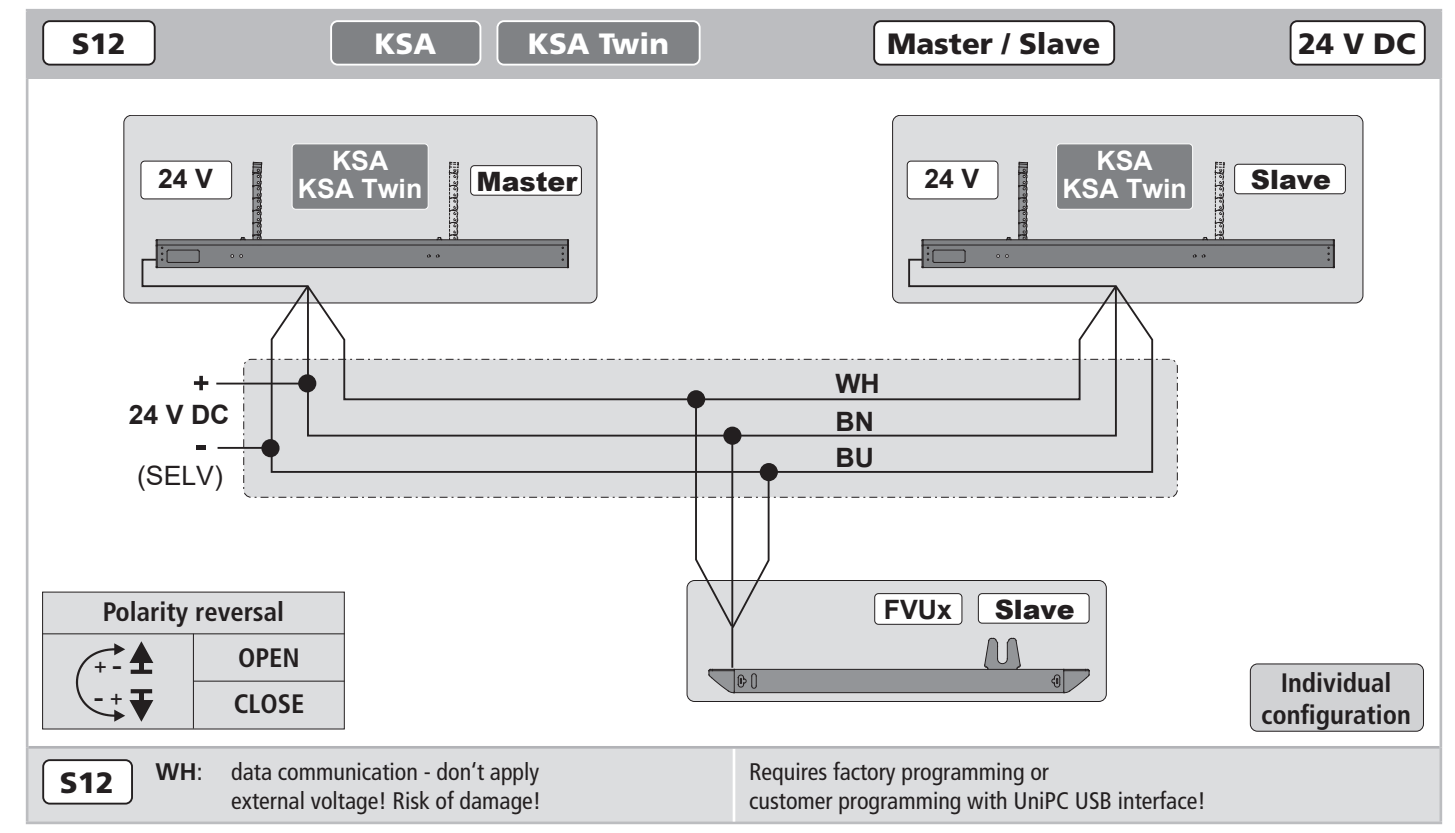 S12
KSA
KSA Twin
Master / Slave
24 V DC
24 V
KSA
KSA Twin
Master
24 V
KSA
KSA Twin
Slave
+
24 V DC
-
(SELV)
WH
BN
BU
FVUx
Slave
Polarity reversal
+ -
OPEN
- +
CLOSE
Individual
configuration
S12
WH: data communication - don’t apply
external voltage! Risk of damage!
Requires factory programming or
customer programming with UniPC USB interface!